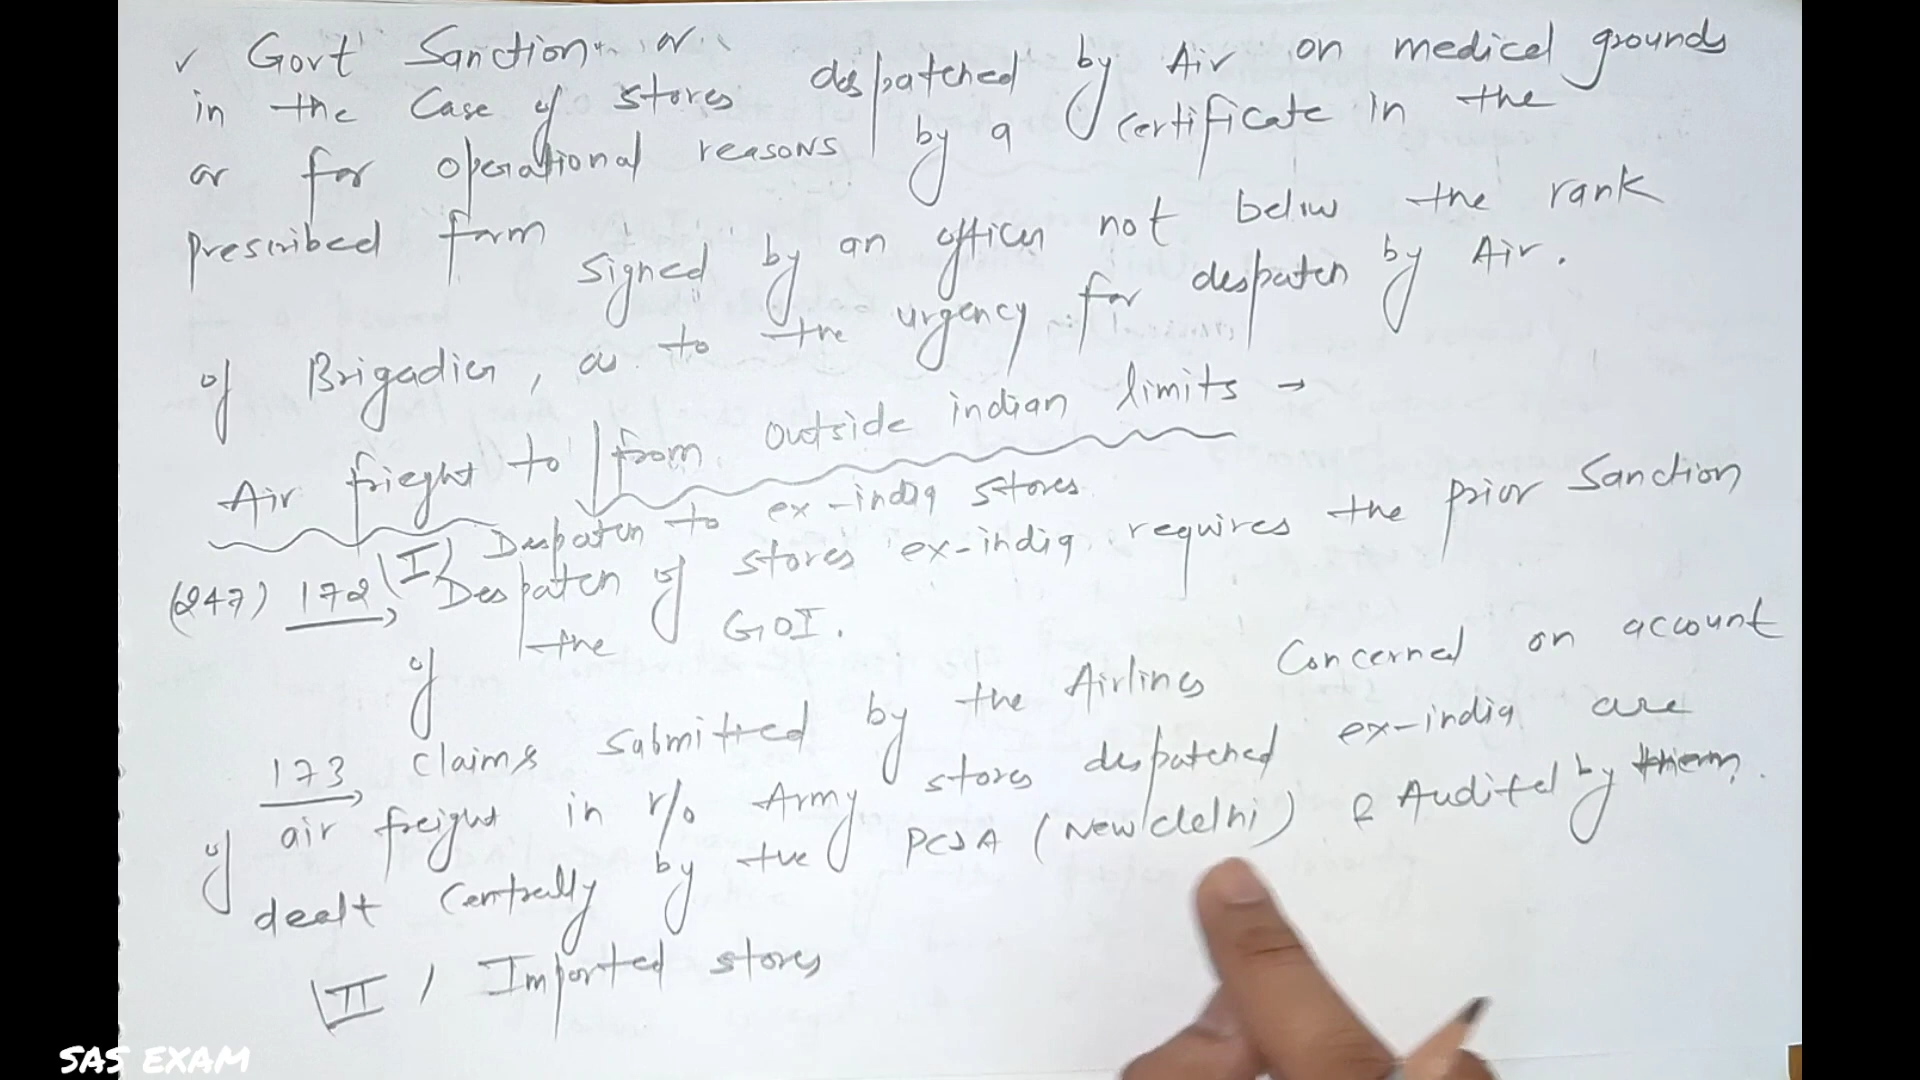 ✓ Govt Sanction or
in the Case of stores despatched by Air on medical grounds
or for operational reasons by a certificate in the
prescribed form signed by an officer not below the rank
of Brigadier, as to the urgency for despatch by Air.
Air frieght to / from outside indian limits →
(I) Despatch to ex-india stores
(247) 172, Despatch of stores ex-india requires the prior Sanction
of the GOI.
173, Claims submitted by the Airlines Concerned on account
of air freight in r/o Army stores despatched ex-india are
dealt Centrally by the PCDA (New delhi) & Audited by them.
(II) Imported stores
SAS EXAM